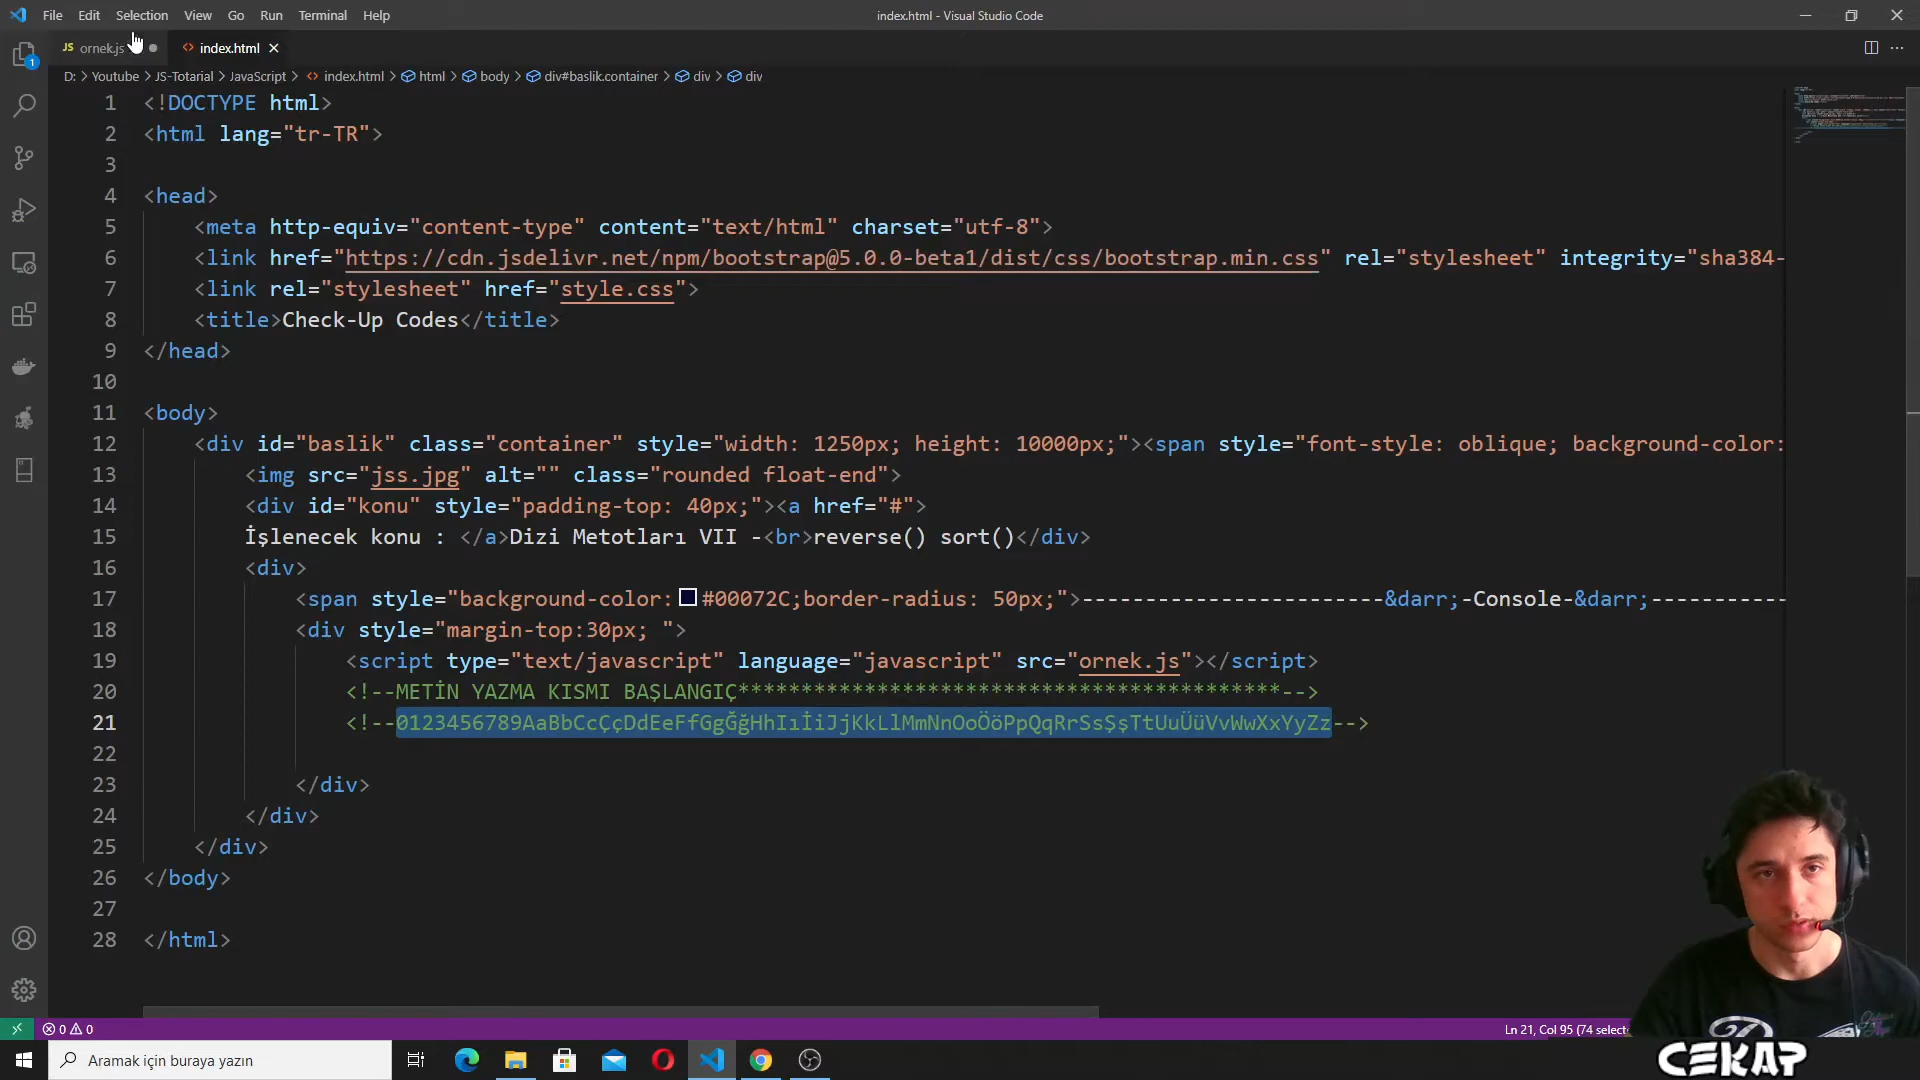 File Edit Selection View Go Run Terminal Help
index.html - Visual Studio Code
JS ornek.js
<> index.html ×
D: > Youtube > JS-Totarial > JavaScript > <> index.html > html > body > div#baslik.container > div > div
1 <!DOCTYPE html>
2 <html lang="tr-TR">
3
4 <head>
5 <meta http-equiv="content-type" content="text/html" charset="utf-8">
6 <link href="https://cdn.jsdelivr.net/npm/bootstrap@5.0.0-beta1/dist/css/bootstrap.min.css" rel="stylesheet" integrity="sha384-
7 <link rel="stylesheet" href="style.css">
8 <title>Check-Up Codes</title>
9 </head>
10
11 <body>
12 <div id="baslik" class="container" style="width: 1250px; height: 10000px;"><span style="font-style: oblique; background-color:
13 <img src="jss.jpg" alt="" class="rounded float-end">
14 <div id="konu" style="padding-top: 40px;"><a href="#">
15 İşlenecek konu : </a>Dizi Metotları VII -<br>reverse() sort()</div>
16 <div>
17 <span style="background-color: #00072C;border-radius: 50px;">------------------------&darr;-Console-&darr;-----------
18 <div style="margin-top:30px; ">
19 <script type="text/javascript" language="javascript" src="ornek.js"></script>
20 <!--METİN YAZMA KISMI BAŞLANGIÇ*******************************************-->
21 <!--0123456789AaBbCcÇçDdEeFfGgĞğHhIıİiJjKkLlMmNnOoÖöPpQqRrSsŞşTtUuÜüVvWwXxYyZz-->
22
23 </div>
24 </div>
25 </div>
26 </body>
27
28 </html>
1
0 0
Ln 21, Col 95 (74 select
Aramak için buraya yazın
CEKAP